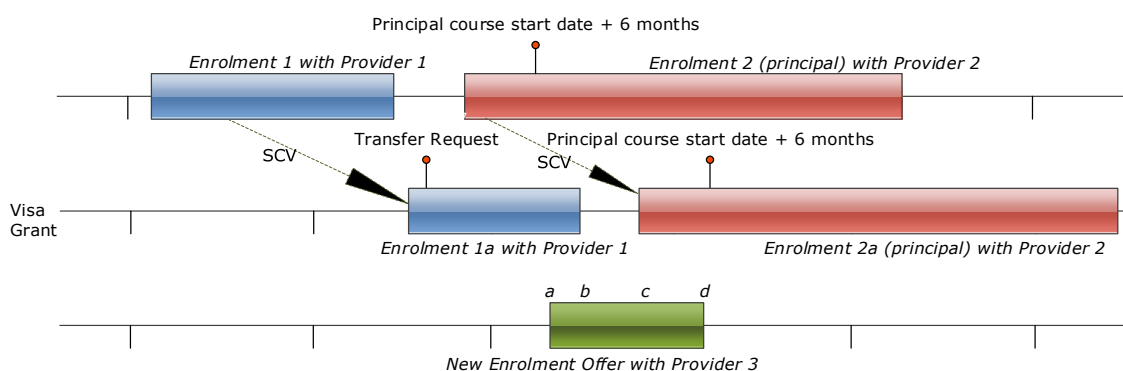 Principal course start date + 6 months
Enrolment 1 with Provider 1
Enrolment 2 (principal) with Provider 2
Transfer Request
Principal course start date + 6 months
SCV
SCV
Visa
Grant
Enrolment 1a with Provider 1
Enrolment 2a (principal) with Provider 2
a b c d
New Enrolment Offer with Provider 3